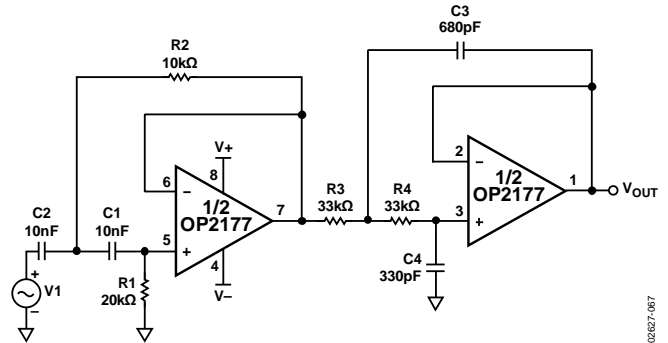 C3
680pF
R2
10kΩ
V+
8
6
−
1/2
OP2177
7
5
+
4
V−
C2
10nF
C1
10nF
+
V1
−
R1
20kΩ
R3
33kΩ
R4
33kΩ
2
−
1/2
OP2177
1
3
+
VOUT
C4
330pF
02627-067